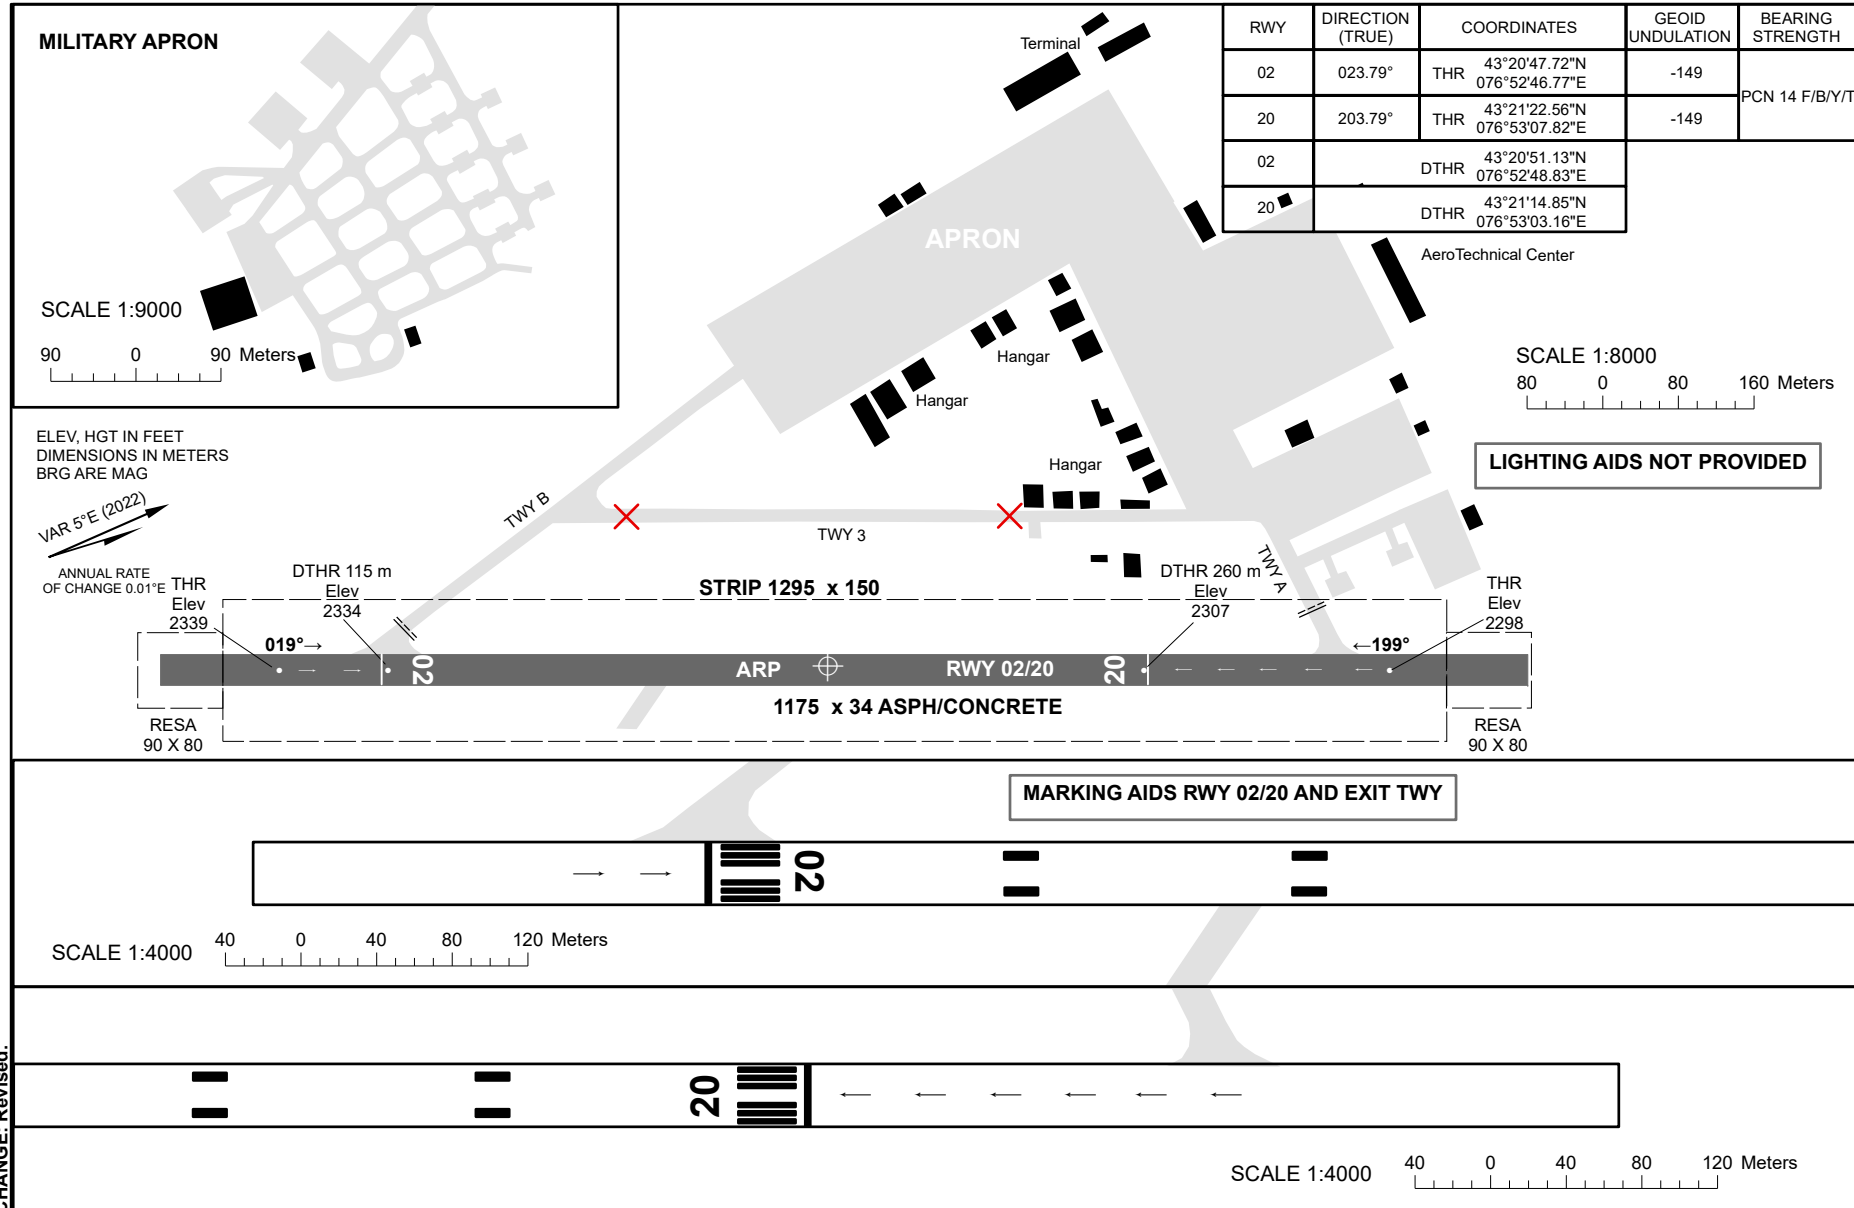 MILITARY APRON
SCALE 1:9000
90 0 90 Meters
Terminal
RWY DIRECTION (TRUE) COORDINATES GEOID UNDULATION BEARING STRENGTH
02 023.79° THR 43°20'47.72"N 076°52'46.77"E -149 PCN 14 F/B/Y/T
20 203.79° THR 43°21'22.56"N 076°53'07.82"E -149
02 DTHR 43°20'51.13"N 076°52'48.83"E
20 DTHR 43°21'14.85"N 076°53'03.16"E
APRON
AeroTechnical Center
Hangar
Hangar
Hangar
SCALE 1:8000
80 0 80 160 Meters
LIGHTING AIDS NOT PROVIDED
ELEV, HGT IN FEET
DIMENSIONS IN METERS
BRG ARE MAG
VAR 5°E (2022)
ANNUAL RATE
OF CHANGE 0.01°E
TWY B
TWY 3
TWY A
THR
Elev
2339
DTHR 115 m
Elev
2334
STRIP 1295 x 150
DTHR 260 m
Elev
2307
THR
Elev
2298
019°→
←199°
02
ARP
RWY 02/20
20
1175 x 34 ASPH/CONCRETE
RESA
90 X 80
RESA
90 X 80
MARKING AIDS RWY 02/20 AND EXIT TWY
02
SCALE 1:4000
40 0 40 80 120 Meters
20
SCALE 1:4000
40 0 40 80 120 Meters
CHANGE: Revised.